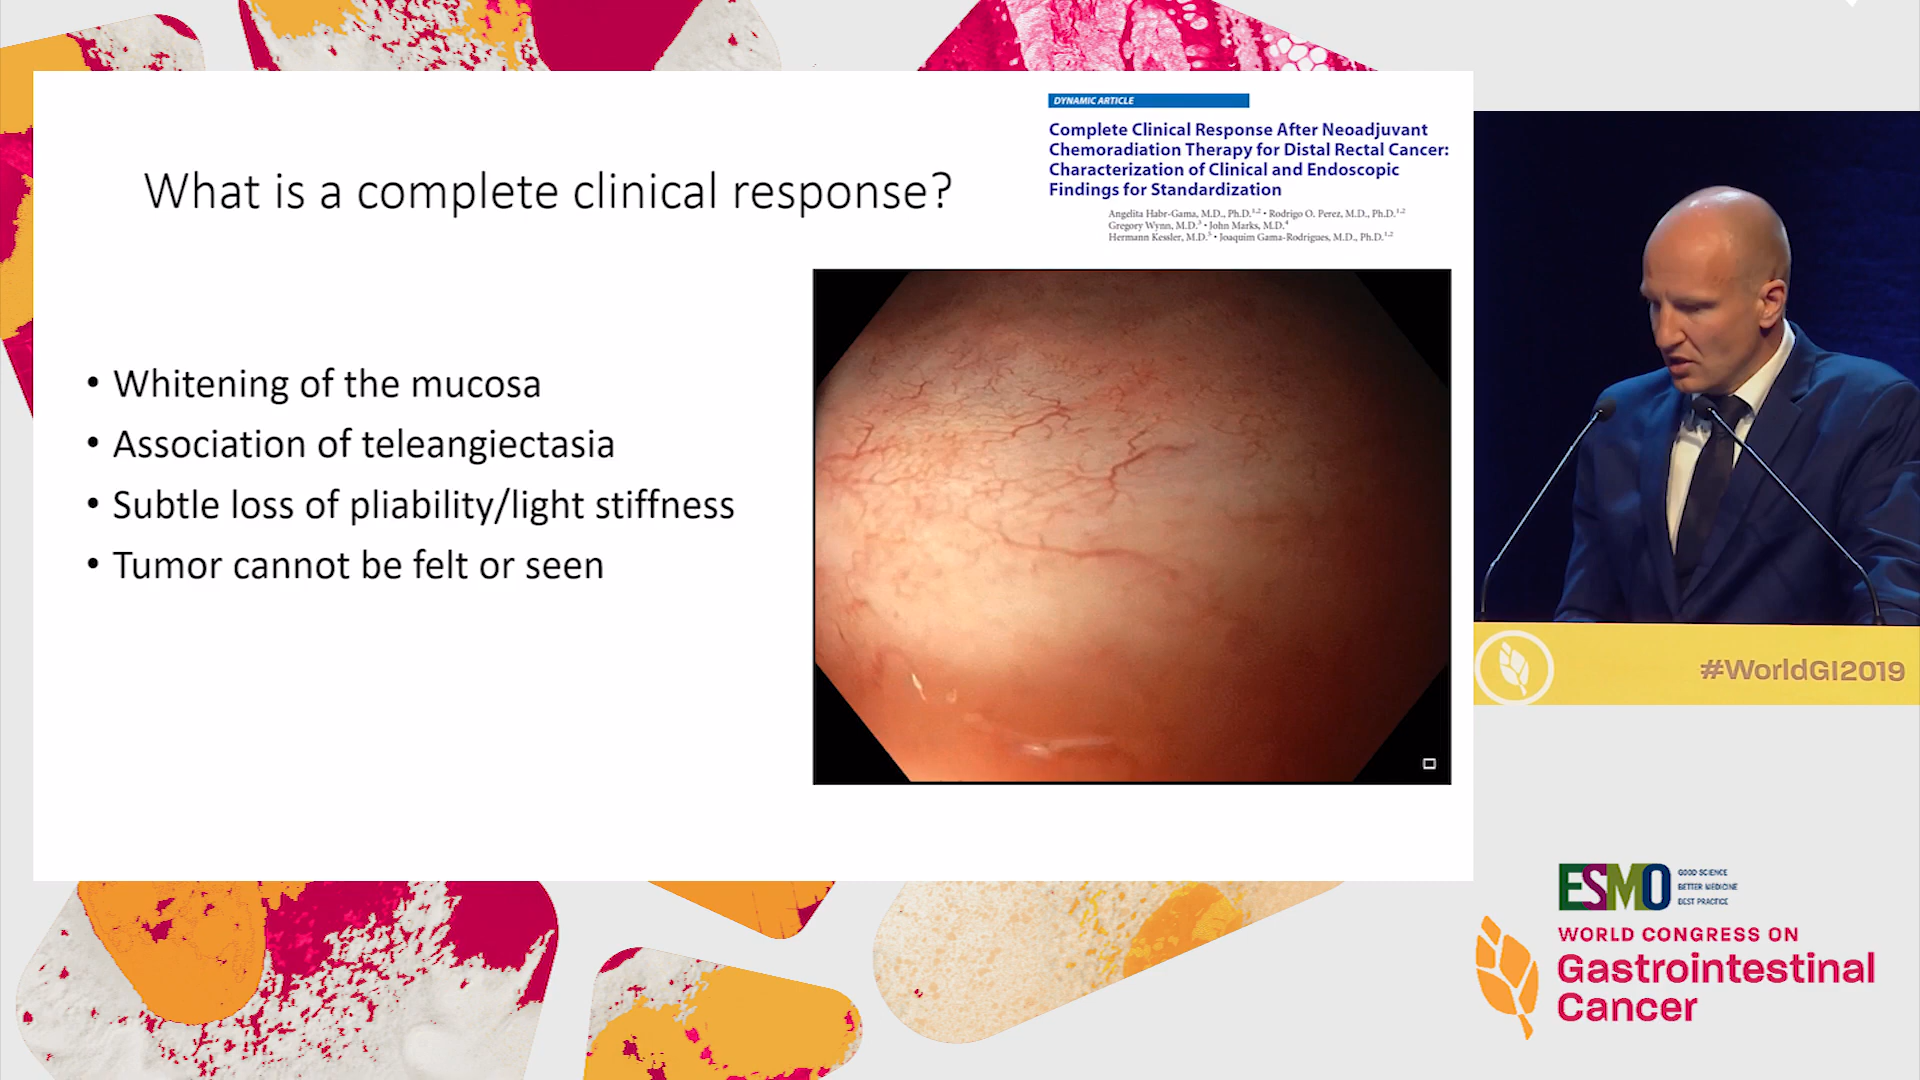 DYNAMIC ARTICLE
Complete Clinical Response After Neoadjuvant
Chemoradiation Therapy for Distal Rectal Cancer:
Characterization of Clinical and Endoscopic
Findings for Standardization
Angelita Habr-Gama, M.D., Ph.D.1,2 • Rodrigo O. Perez, M.D., Ph.D.1,2
Gregory Wynn, M.D.3 • John Marks, M.D.4
Hermann Kessler, M.D.5 • Joaquim Gama-Rodrigues, M.D., Ph.D.1,2
What is a complete clinical response?
• Whitening of the mucosa
• Association of teleangiectasia
• Subtle loss of pliability/light stiffness
• Tumor cannot be felt or seen
#WorldGI2019
ESMO
GOOD SCIENCE
BETTER MEDICINE
BEST PRACTICE
WORLD CONGRESS ON
Gastrointestinal
Cancer